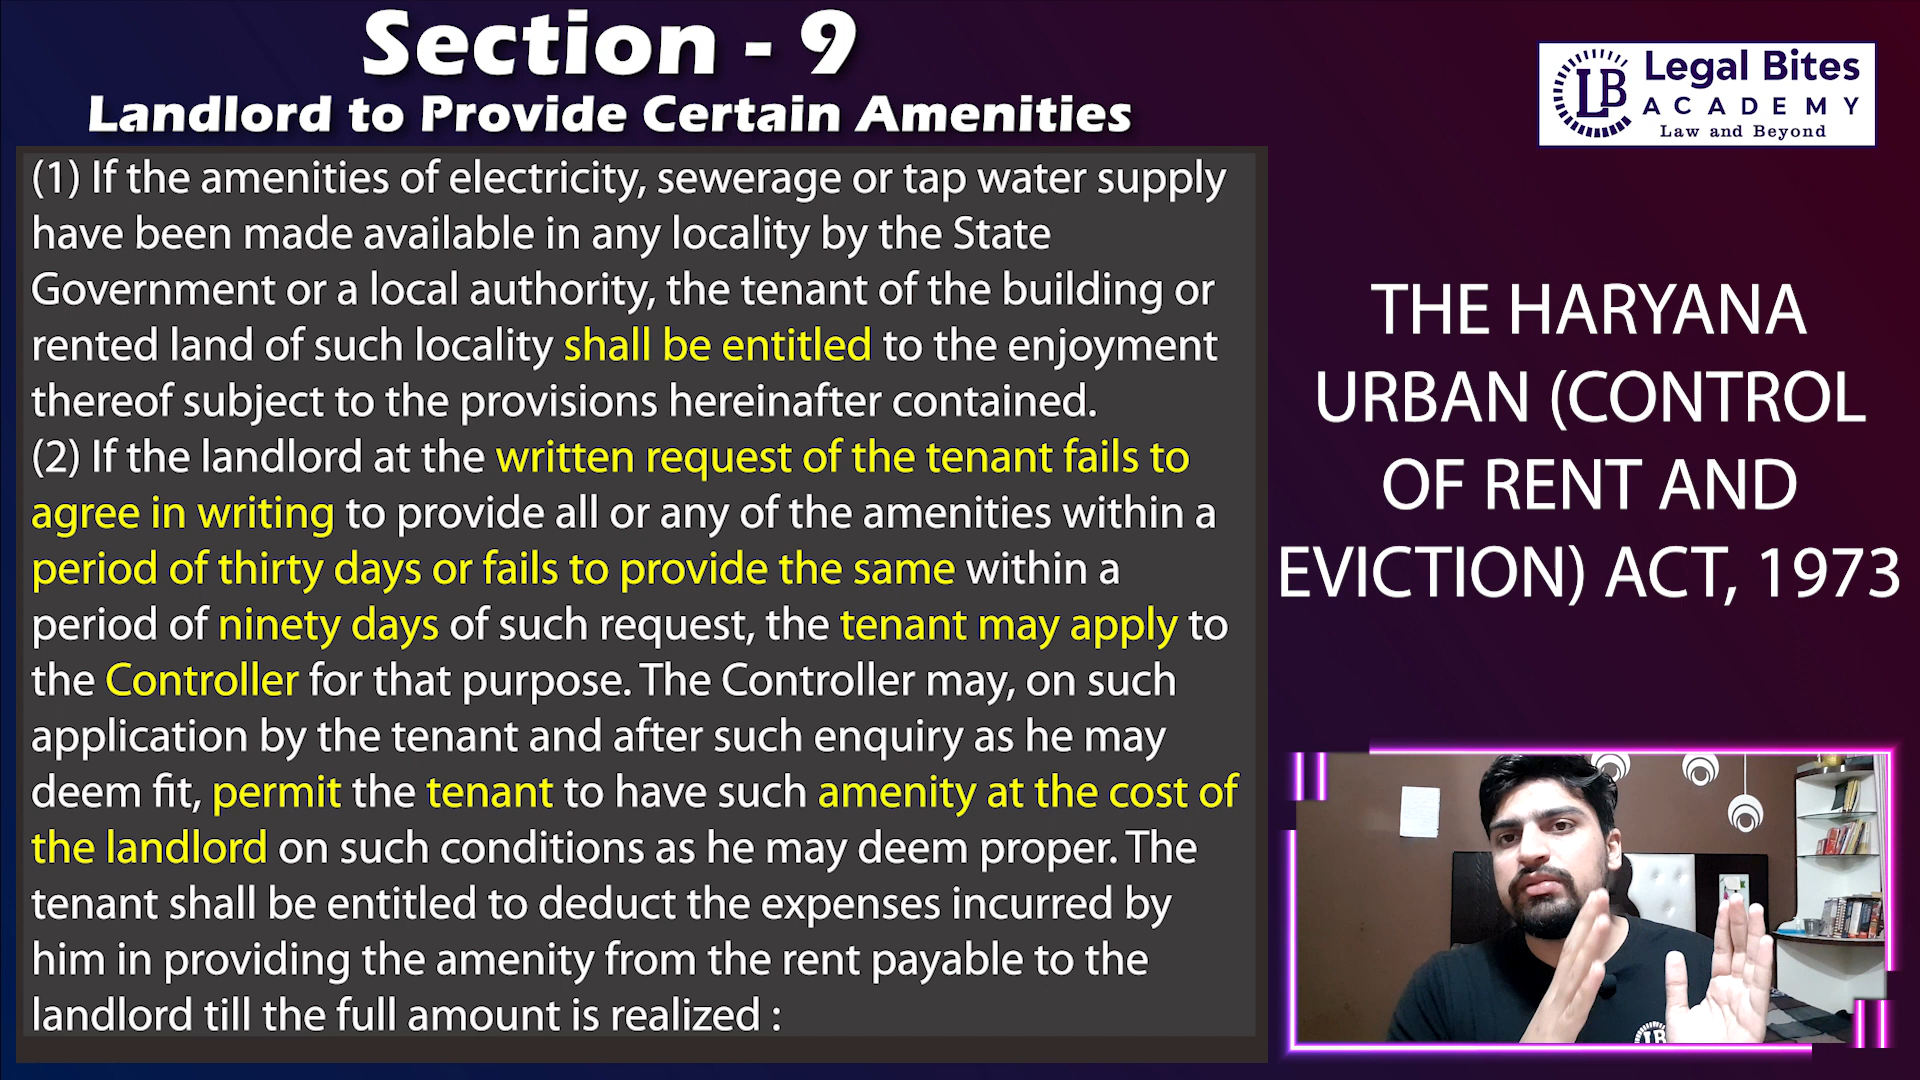 Section - 9
Landlord to Provide Certain Amenities
LB
Legal Bites
ACADEMY
Law and Beyond
(1) If the amenities of electricity, sewerage or tap water supply
have been made available in any locality by the State
Government or a local authority, the tenant of the building or
rented land of such locality shall be entitled to the enjoyment
thereof subject to the provisions hereinafter contained.
(2) If the landlord at the written request of the tenant fails to
agree in writing to provide all or any of the amenities within a
period of thirty days or fails to provide the same within a
period of ninety days of such request, the tenant may apply to
the Controller for that purpose. The Controller may, on such
application by the tenant and after such enquiry as he may
deem fit, permit the tenant to have such amenity at the cost of
the landlord on such conditions as he may deem proper. The
tenant shall be entitled to deduct the expenses incurred by
him in providing the amenity from the rent payable to the
landlord till the full amount is realized :
THE HARYANA
URBAN (CONTROL
OF RENT AND
EVICTION) ACT, 1973
LB